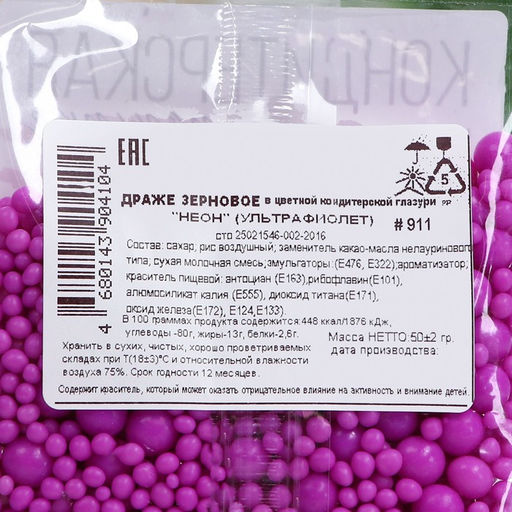 КОНДИТЕРСКАЯ
ЕАС
5
PP
ДРАЖЕ ЗЕРНОВОЕ в цветной кондитерской глазури
"НЕОН" (УЛЬТРАФИОЛЕТ) #911
сто 25021546-002-2016
Состав: сахар, рис воздушный; заменитель какао-масла нелауринового
типа; сухая молочная смесь;эмульгаторы:(Е476, Е322);ароматизатор;
краситель пищевой: антоциан (Е163),рибофлавин(Е101),
алюмосиликат калия (Е555), диоксид титана(Е171),
оксид железа(Е172), Е124,Е133).
В 100 граммах продукта содержится:448 ккал/1876 кДж,
углеводы -80г, жиры-13г, белки-2,6г.
Масса НЕТТО:50±2 гр.
дата производства:
Хранить в сухих, чистых, хорошо проветриваемых
складах при Т(18±3)°С и относительной влажности
воздуха 75%. Срок годности 12 месяцев.
Содержит краситель, который может оказать отрицательное влияние на активность и внимание детей.
4 680143 904104